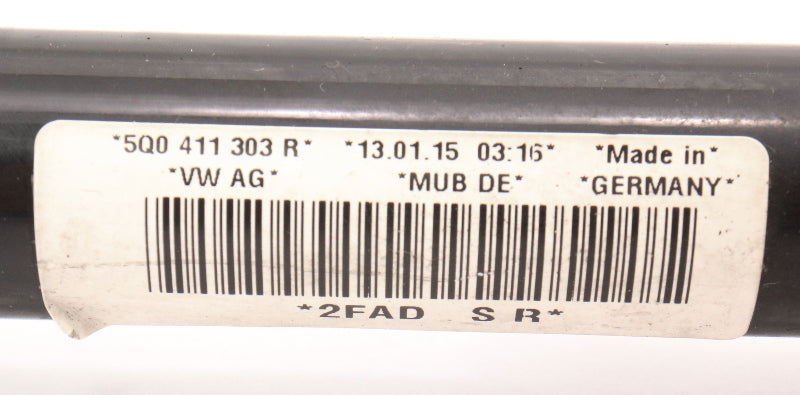 *5Q0 411 303 R* *13.01.15 03:16* *Made in*
*VW AG* *MUB DE* *GERMANY*
*2FAD S R*